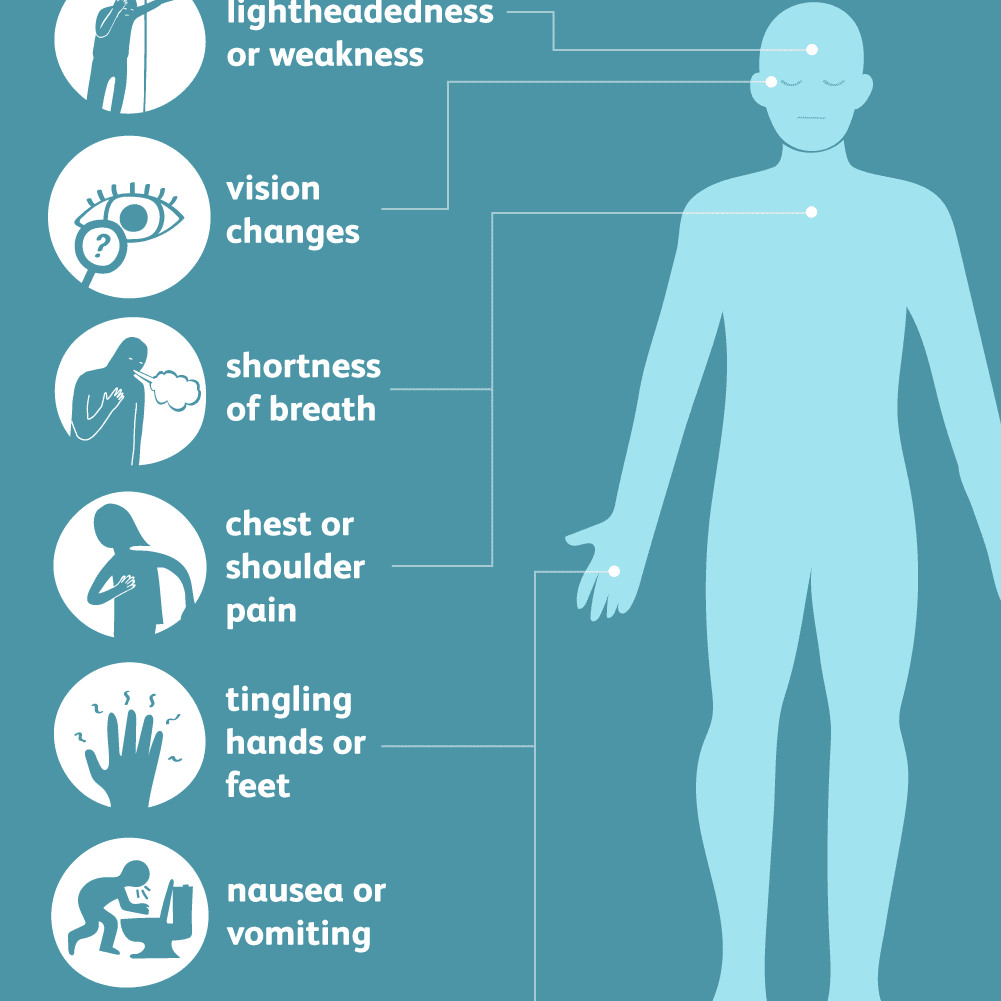 lightheadedness
or weakness
vision
changes
?
shortness
of breath
chest or
shoulder
pain
tingling
hands or
feet
nausea or
vomiting